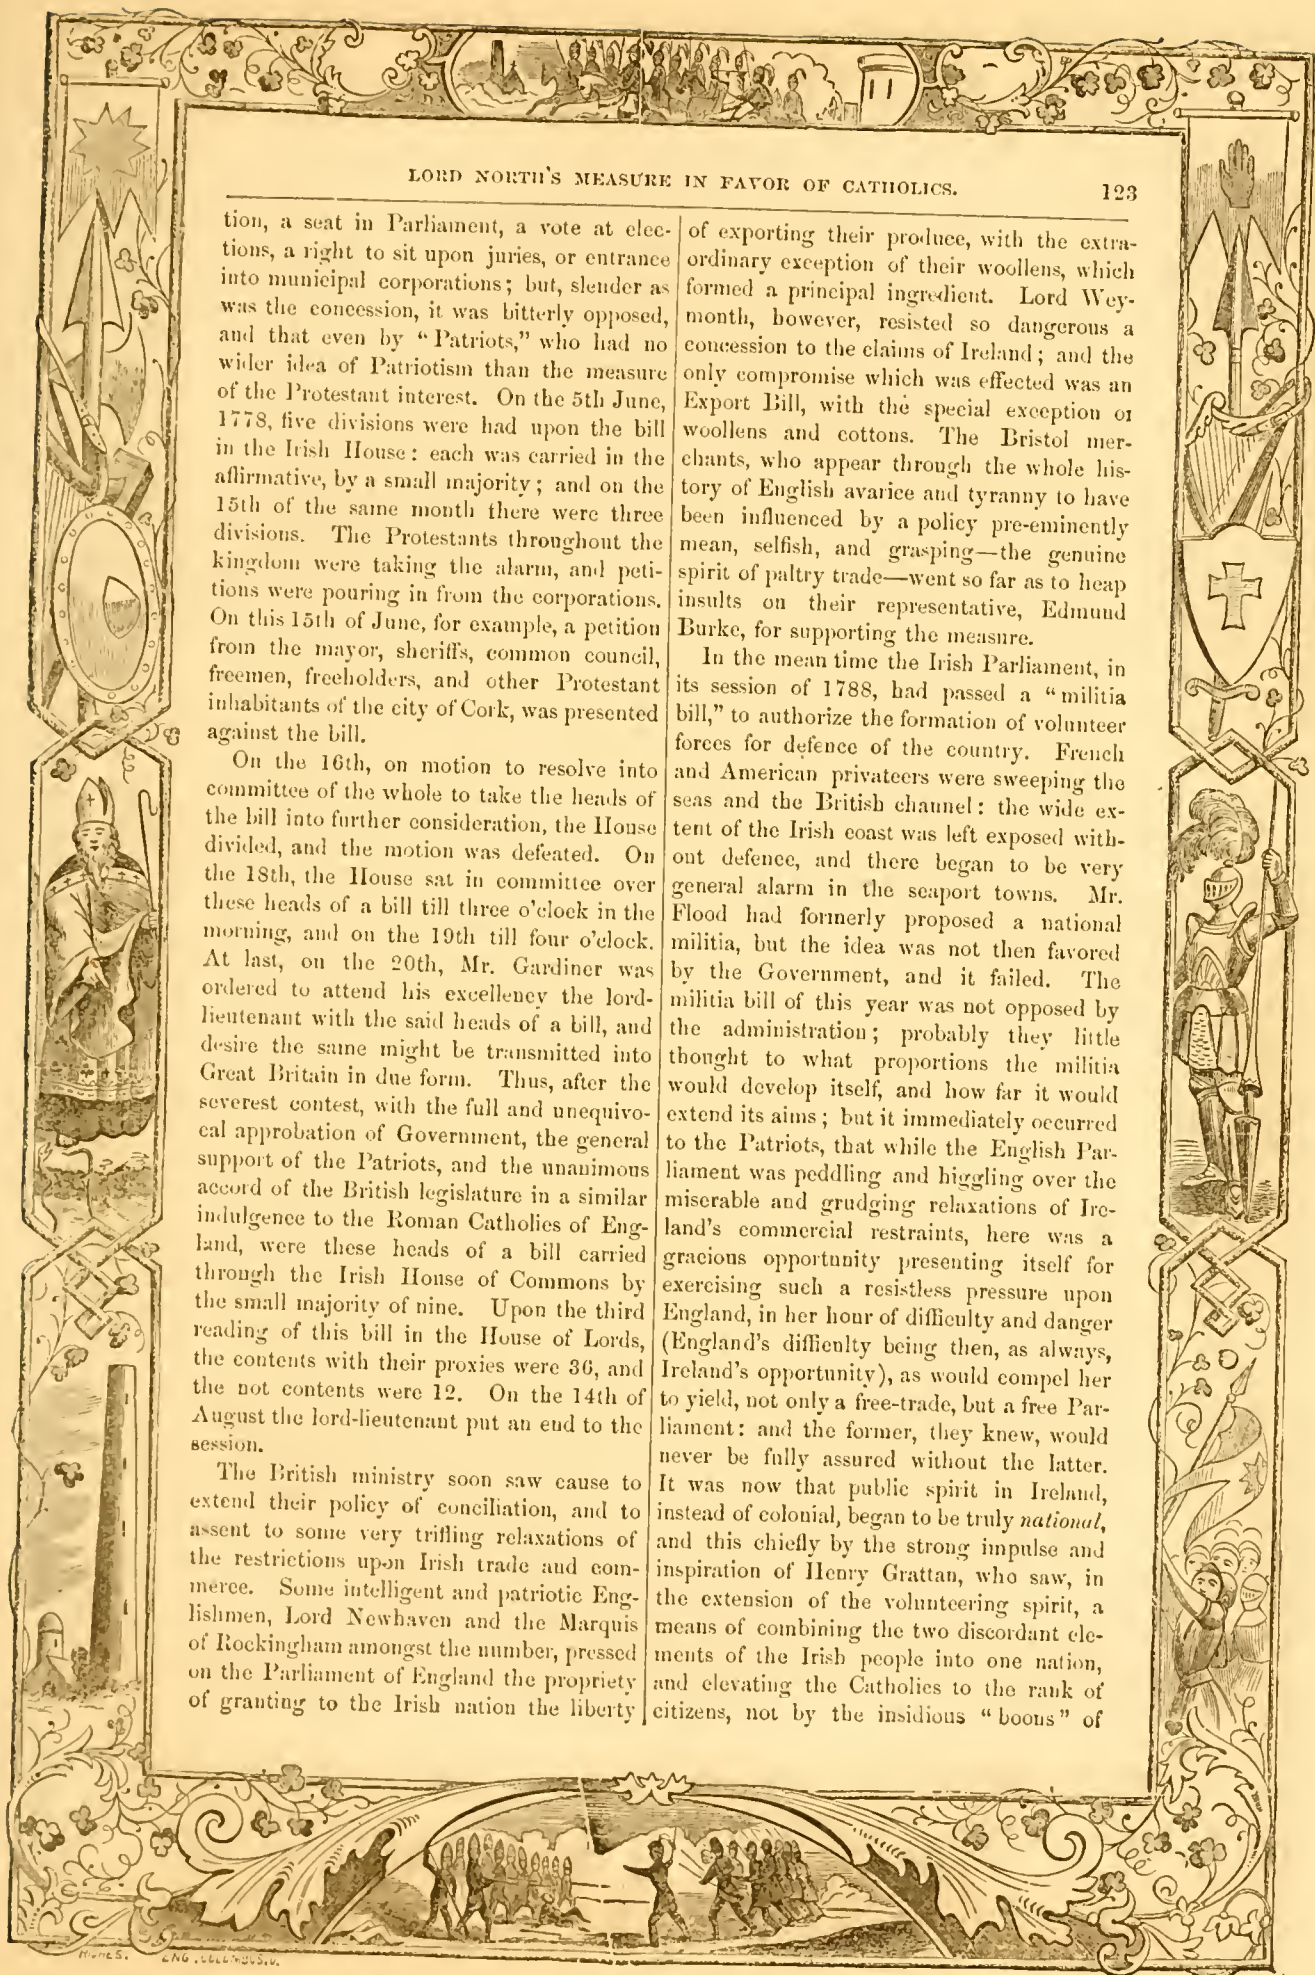 LORD NORTH'S MEASURE IN FAVOR OF CATHOLICS.
123
tion, a seat in Parliament, a vote at elec-
tions, a right to sit upon juries, or entrance
into municipal corporations; but, slender as
was the concession, it was bitterly opposed,
and that even by "Patriots," who had no
wider idea of Patriotism than the measure
of the Protestant interest. On the 5th June,
1778, five divisions were had upon the bill
in the Irish House: each was carried in the
affirmative, by a small majority; and on the
15th of the same month there were three
divisions. The Protestants throughout the
kingdom were taking the alarm, and peti-
tions were pouring in from the corporations.
On this 15th of June, for example, a petition
from the mayor, sheriffs, common council,
freemen, freeholders, and other Protestant
inhabitants of the city of Cork, was presented
against the bill.
On the 16th, on motion to resolve into
committee of the whole to take the heads of
the bill into further consideration, the House
divided, and the motion was defeated. On
the 18th, the House sat in committee over
these heads of a bill till three o'clock in the
morning, and on the 19th till four o'clock.
At last, on the 20th, Mr. Gardiner was
ordered to attend his excellency the lord-
lieutenant with the said heads of a bill, and
desire the same might be transmitted into
Great Britain in due form. Thus, after the
severest contest, with the full and unequivo-
cal approbation of Government, the general
support of the Patriots, and the unanimous
accord of the British legislature in a similar
indulgence to the Roman Catholics of Eng-
land, were these heads of a bill carried
through the Irish House of Commons by
the small majority of nine. Upon the third
reading of this bill in the House of Lords,
the contents with their proxies were 36, and
the not contents were 12. On the 14th of
August the lord-lieutenant put an end to the
session.
The British ministry soon saw cause to
extend their policy of conciliation, and to
assent to some very trifling relaxations of
the restrictions upon Irish trade and com-
merce. Some intelligent and patriotic Eng-
lishmen, Lord Newhaven and the Marquis
of Rockingham amongst the number, pressed
on the Parliament of England the propriety
of granting to the Irish nation the liberty
of exporting their produce, with the extra-
ordinary exception of their woollens, which
formed a principal ingredient. Lord Wey-
month, however, resisted so dangerous a
concession to the claims of Ireland; and the
only compromise which was effected was an
Export Bill, with the special exception of
woollens and cottons. The Bristol mer-
chants, who appear through the whole his-
tory of English avarice and tyranny to have
been influenced by a policy pre-eminently
mean, selfish, and grasping—the genuine
spirit of paltry trade—went so far as to heap
insults on their representative, Edmund
Burke, for supporting the measure.
In the mean time the Irish Parliament, in
its session of 1788, had passed a "militia
bill," to authorize the formation of volunteer
forces for defence of the country. French
and American privateers were sweeping the
seas and the British channel: the wide ex-
tent of the Irish coast was left exposed with-
out defence, and there began to be very
general alarm in the seaport towns. Mr.
Flood had formerly proposed a national
militia, but the idea was not then favored
by the Government, and it failed. The
militia bill of this year was not opposed by
the administration; probably they little
thought to what proportions the militia
would develop itself, and how far it would
extend its aims; but it immediately occurred
to the Patriots, that while the English Par-
liament was peddling and higgling over the
miserable and grudging relaxations of Ire-
land's commercial restraints, here was a
gracious opportunity presenting itself for
exercising such a resistless pressure upon
England, in her hour of difficulty and danger
(England's difficulty being then, as always,
Ireland's opportunity), as would compel her
to yield, not only a free-trade, but a free Par-
liament: and the former, they knew, would
never be fully assured without the latter.
It was now that public spirit in Ireland,
instead of colonial, began to be truly national,
and this chiefly by the strong impulse and
inspiration of Henry Grattan, who saw, in
the extension of the volunteering spirit, a
means of combining the two discordant ele-
ments of the Irish people into one nation,
and elevating the Catholics to the rank of
citizens, not by the insidious "boons" of
ENG.